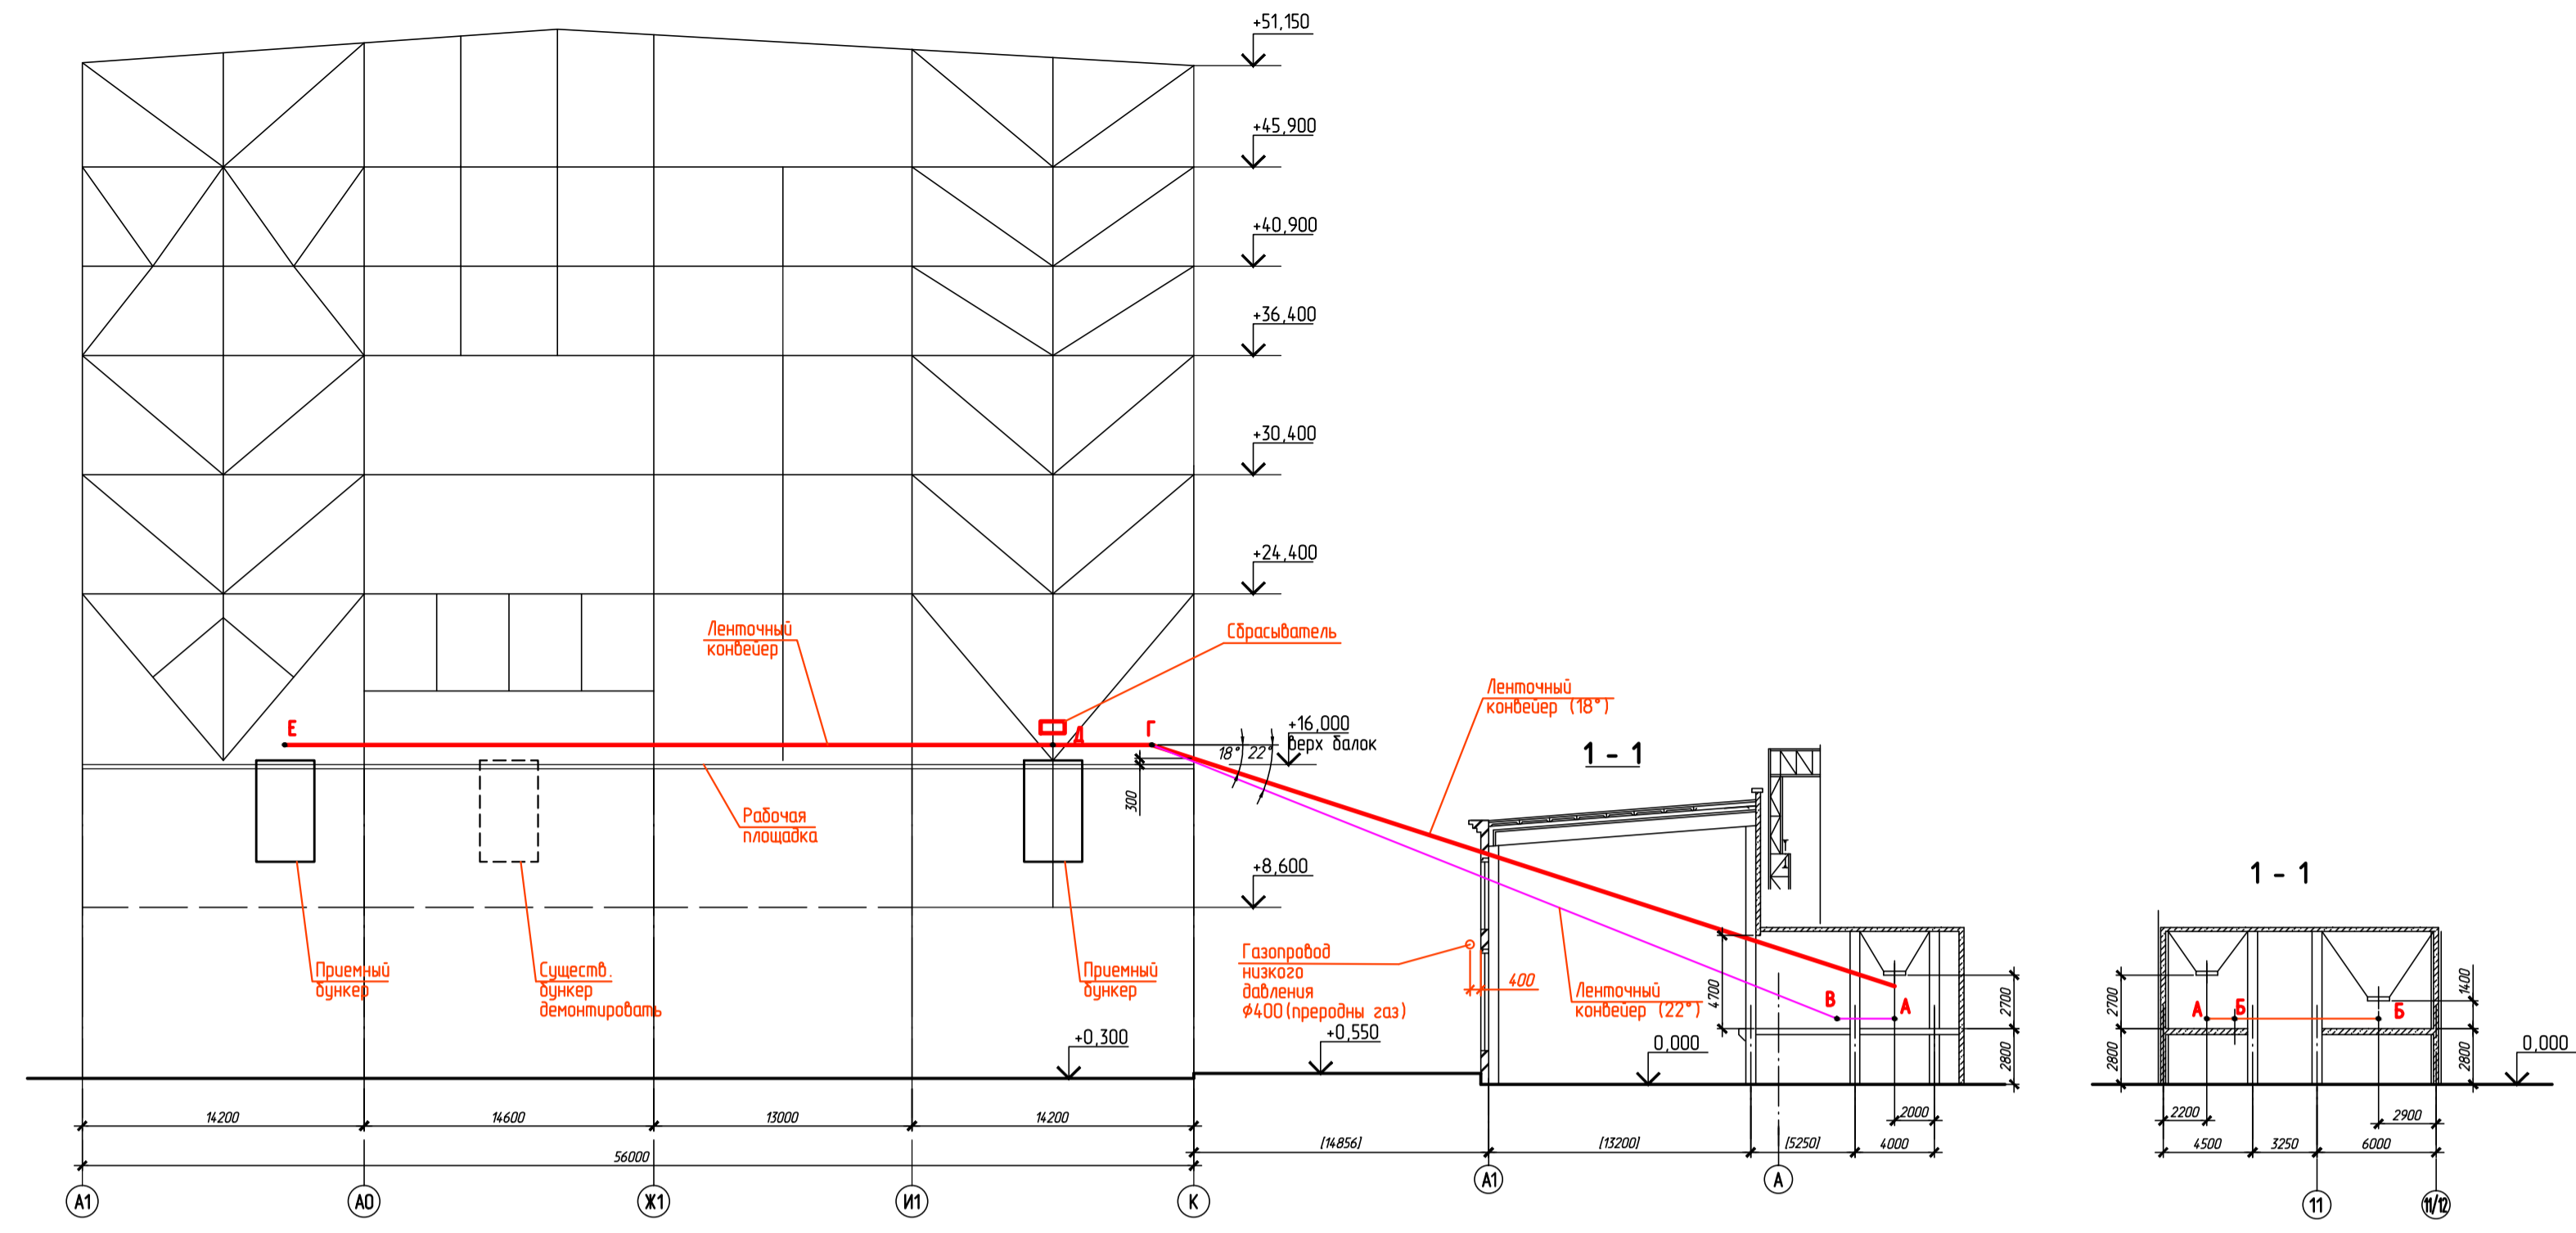 +51,150
+45,900
+40,900
+36,400
+30,400
+24,400
Ленточный
конвейер
Сбрасыватель
Е
Д
Г
18°
22°
+16,000
верх балок
Ленточный
конвейер (18°)
1 - 1
300
Рабочая
площадка
+8,600
1 - 1
Приемный
бункер
Существ.
бункер
демонтировать
Приемный
бункер
Газопровод
низкого
давления
ф400(преродны газ)
400
Ленточный
конвейер (22°)
4700
В
А
2700
2800
2700
2800
А
Б
Б
1400
2800
+0,300
+0,550
0,000
0,000
14200
14600
13000
14200
2000
2200
2900
56000
[14856]
[13200]
[5250]
4000
4500
3250
6000
А1
А0
Ж1
И1
К
А1
А
11
11/12